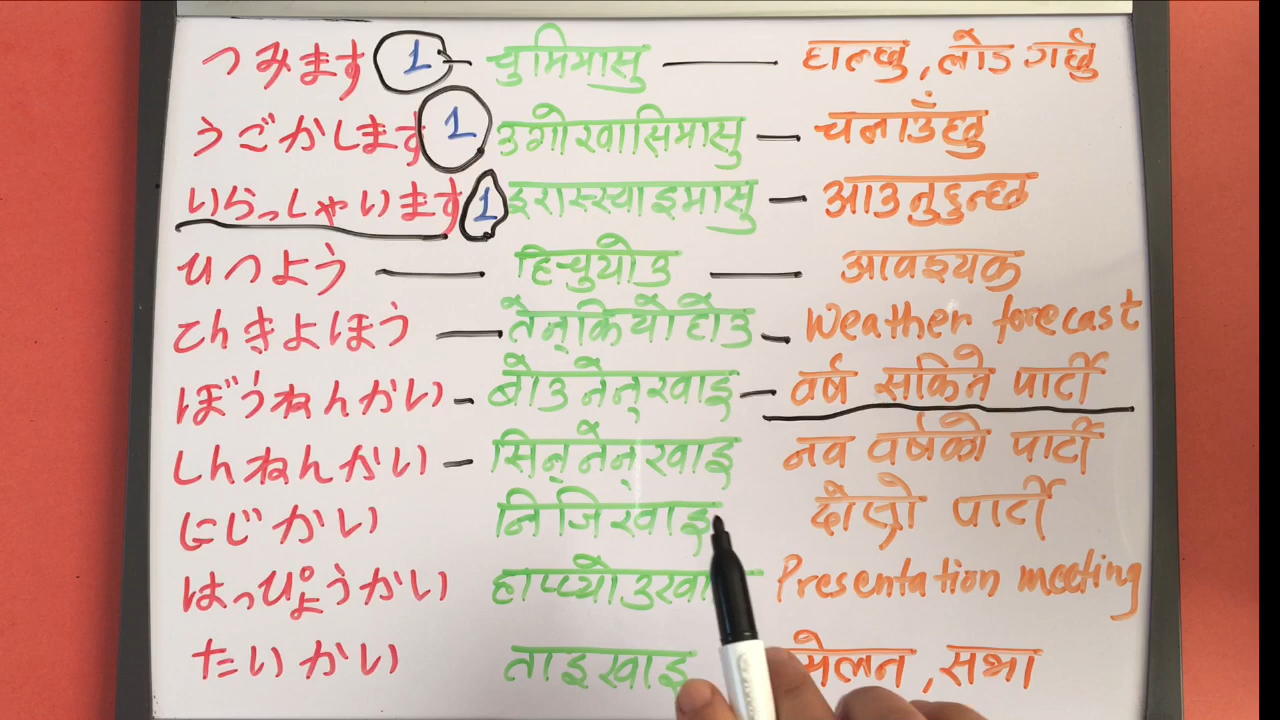 つみます 1 चुमिमासु हाल्छु, लोड गर्छु
うごかします 1 उगोखासिमासु चलाउँछु
いらっしゃいます 1 इरास्स्याइमासु आउनुहुन्छ
ひつよう हिचुयोउ आवश्यक
てんきよほう तेन्कियोहोउ Weather forecast
ぼうねんかい बोउनेन्खाइ वर्ष सकिने पार्टी
しんねんかい सिन्नेन्खाइ नव वर्षको पार्टी
にじかい निजिखाइ दोस्रो पार्टी
はっぴょうかい Presentation meeting
たいかい ताइखाइ सभा